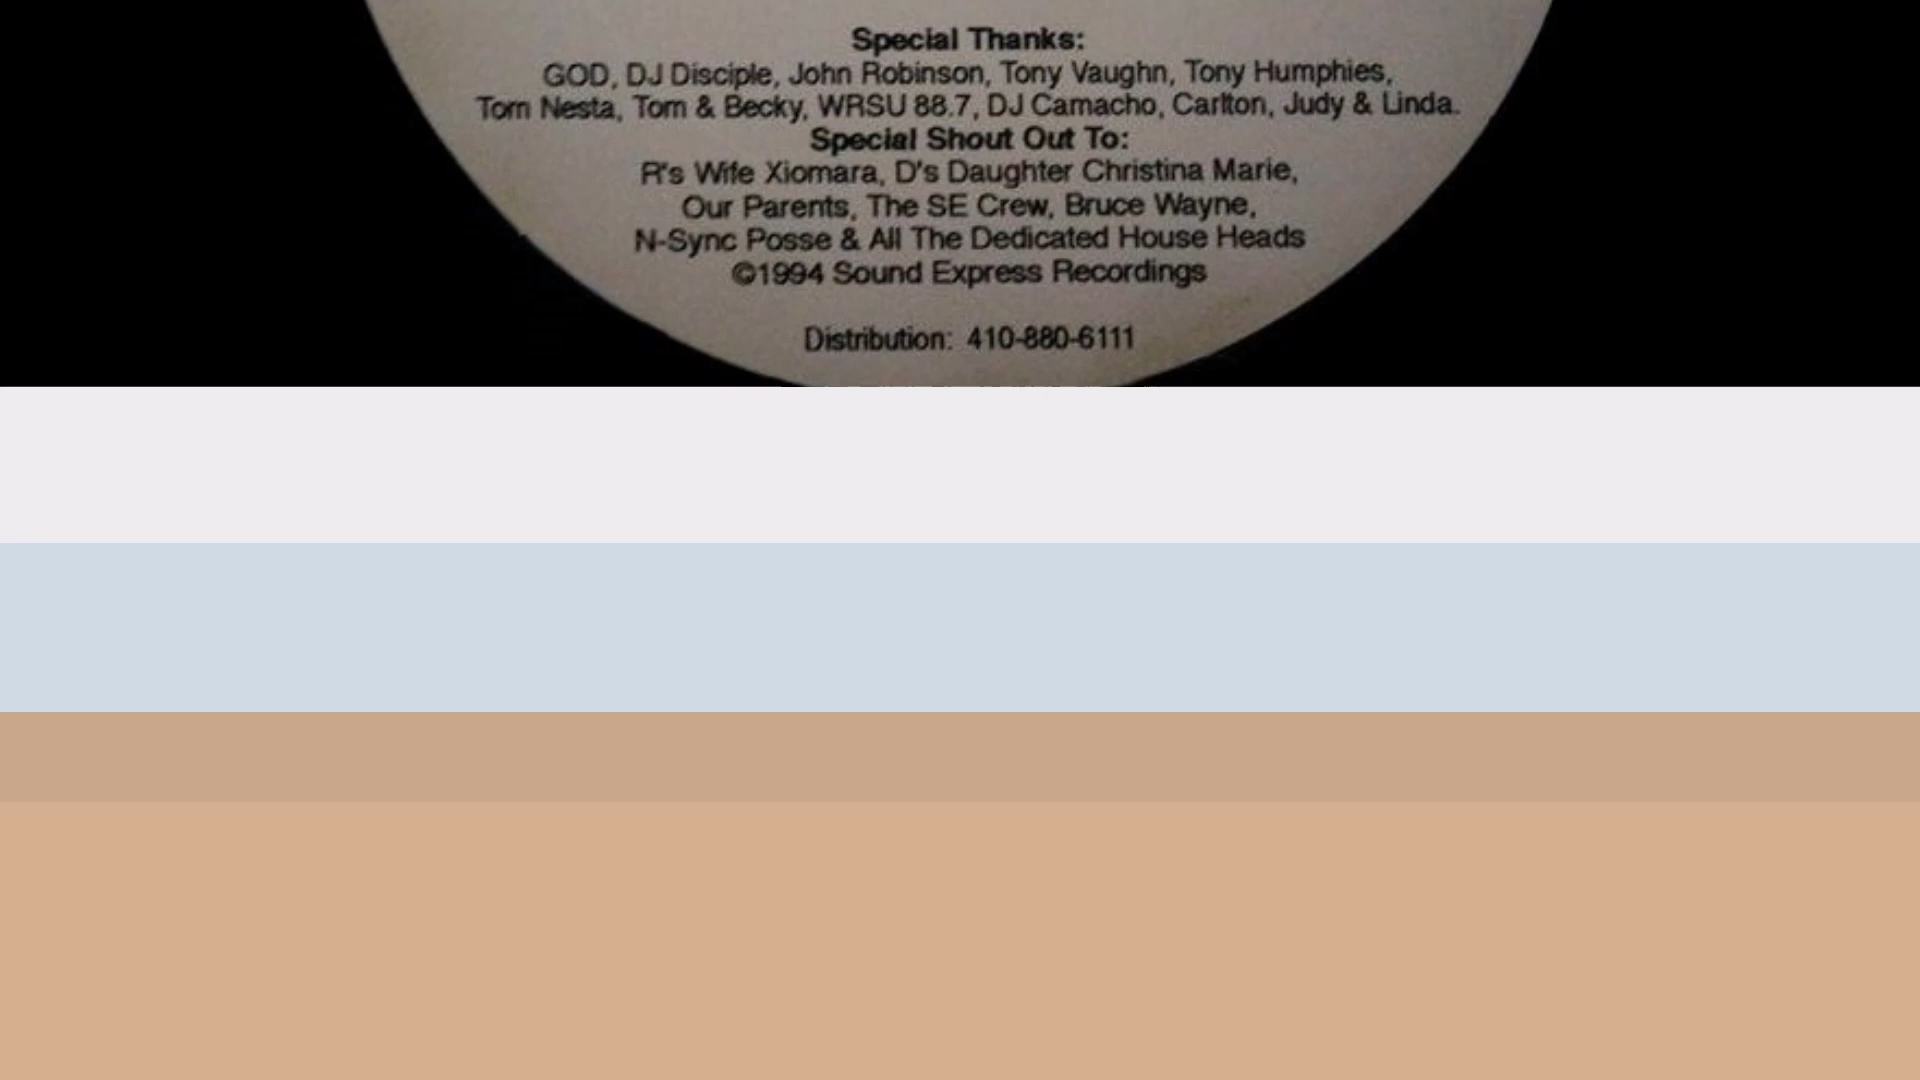 Special Thanks:
GOD, DJ Disciple, John Robinson, Tony Vaughn, Tony Humphies,
Tom Nesta, Tom & Becky, WRSU 88.7, DJ Camacho, Carlton, Judy & Linda.
Special Shout Out To:
R's Wife Xiomara, D's Daughter Christina Marie,
Our Parents, The SE Crew, Bruce Wayne,
N-Sync Posse & All The Dedicated House Heads
©1994 Sound Express Recordings
Distribution: 410-880-6111